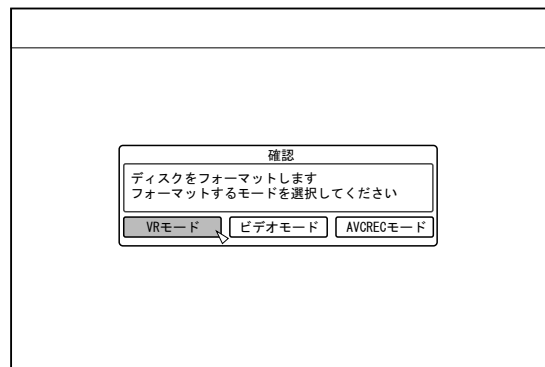 確認
ディスクをフォーマットします
フォーマットするモードを選択してください
VRモード ビデオモード AVCRECモード